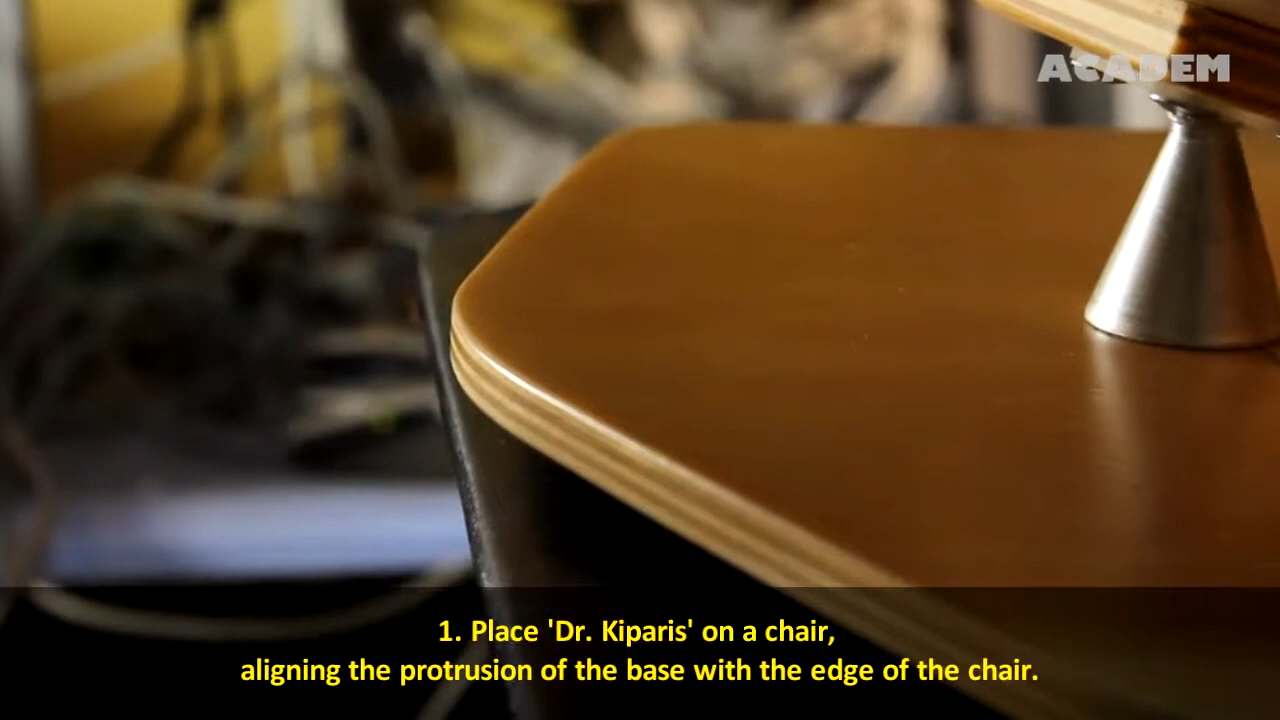 ACADEM
1. Place 'Dr. Kiparis' on a chair,
aligning the protrusion of the base with the edge of the chair.